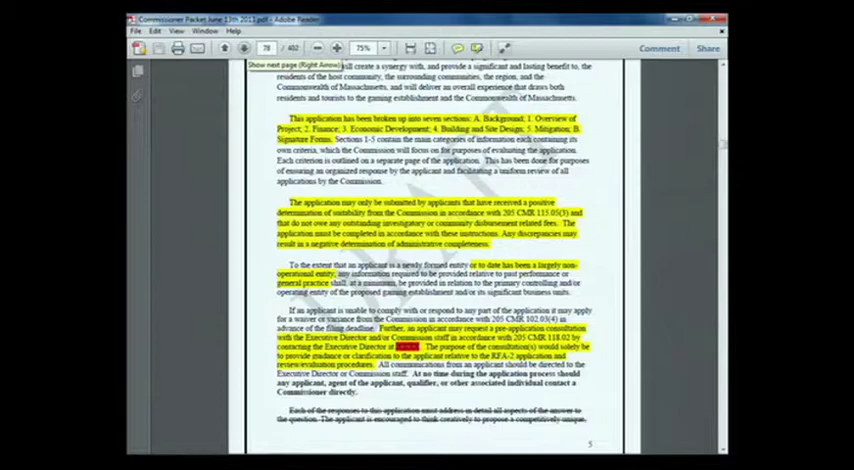 Commissioner Packet June 13th 2013.pdf - Adobe Reader
File Edit View Window Help
78 / 402 75% Comment Share
Show next page (Right Arrow)
will create a synergy with, and provide a significant and lasting benefit to, the
residents of the host community, the surrounding communities, the region, and the
Commonwealth of Massachusetts, and will deliver an overall experience that draws both
residents and tourists to the gaming establishment and the Commonwealth of Massachusetts.
This application has been broken up into seven sections: A. Background; 1. Overview of
Project; 2. Finance; 3. Economic Development; 4. Building and Site Design; 5. Mitigation; B.
Signature Forms. Sections 1-5 contain the main categories of information each containing its
own criteria, which the Commission will focus on for purposes of evaluating the application.
Each criterion is outlined on a separate page of the application. This has been done for purposes
of ensuring an organized response by the applicant and facilitating a uniform review of all
applications by the Commission.
The application may only be submitted by applicants that have received a positive
determination of suitability from the Commission in accordance with 205 CMR 115.05(3) and
that do not owe any outstanding investigatory or community disbursement related fees. The
application must be completed in accordance with these instructions. Any discrepancies may
result in a negative determination of administrative completeness.
To the extent that an applicant is a newly formed entity or to date has been a largely non-
operational entity, any information required to be provided relative to past performance or
general practice shall, at a minimum, be provided in relation to the primary controlling and/or
operating entity of the proposed gaming establishment and/or its significant business units.
If an applicant is unable to comply with or respond to any part of the application it may apply
for a waiver or variance from the Commission in accordance with 205 CMR 102.03(4) in
advance of the filing deadline. Further, an applicant may request a pre-application consultation
with the Executive Director and/or Commission staff in accordance with 205 CMR 118.02 by
contacting the Executive Director at The purpose of the consultation(s) would solely be
to provide guidance or clarification to the applicant relative to the RFA-2 application and
review/evaluation procedures. All communications from an applicant should be directed to the
Executive Director or Commission staff. At no time during the application process should
any applicant, agent of the applicant, qualifier, or other associated individual contact a
Commissioner directly.
Each of the responses to this application must address in detail all aspects of the answer to
the question. The applicant is encouraged to think creatively to propose a competitively unique,
5
DRAFT